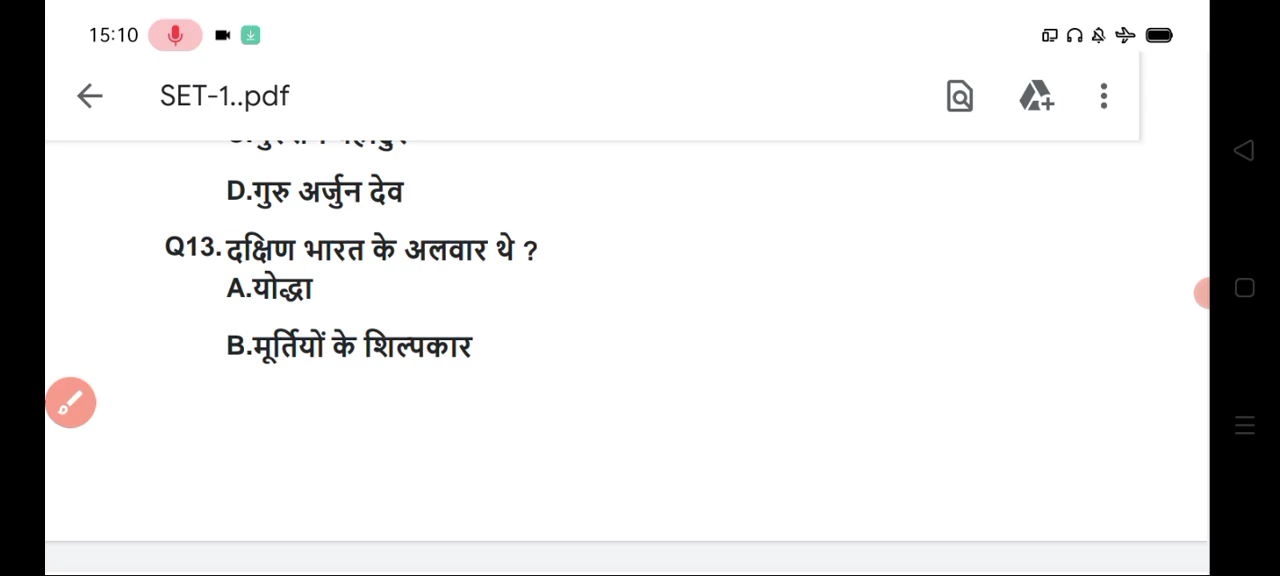 15:10
SET-1..pdf
D.गुरु अर्जुन देव
Q13. दक्षिण भारत के अलवार थे ?
A.योद्धा
B.मूर्तियों के शिल्पकार